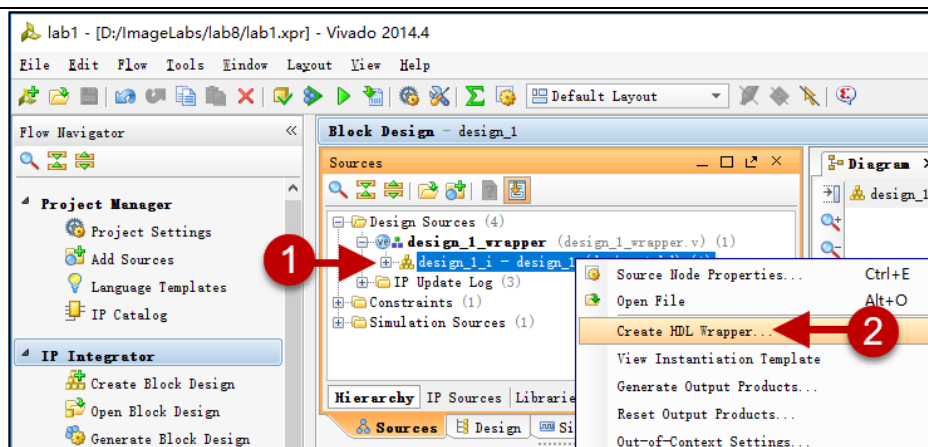 lab1 - [D:/ImageLabs/lab8/lab1.xpr] - Vivado 2014.4
File Edit Flow Tools Window Layout View Help
Default Layout
Flow Navigator
Project Manager
Project Settings
Add Sources
Language Templates
IP Catalog
IP Integrator
Create Block Design
Open Block Design
Generate Block Design
Block Design - design_1
Sources
Design Sources (4)
design_1_wrapper (design_1_wrapper.v) (1)
design_1_i - design_1
IP Update Log (3)
Constraints (1)
Simulation Sources (1)
Hierarchy IP Sources Librarie
Sources Design Si
1
Diagram
design_1
Source Node Properties... Ctrl+E
Open File Alt+O
Create HDL Wrapper...
2
View Instantiation Template
Generate Output Products...
Reset Output Products...
Out-of-Context Settings...